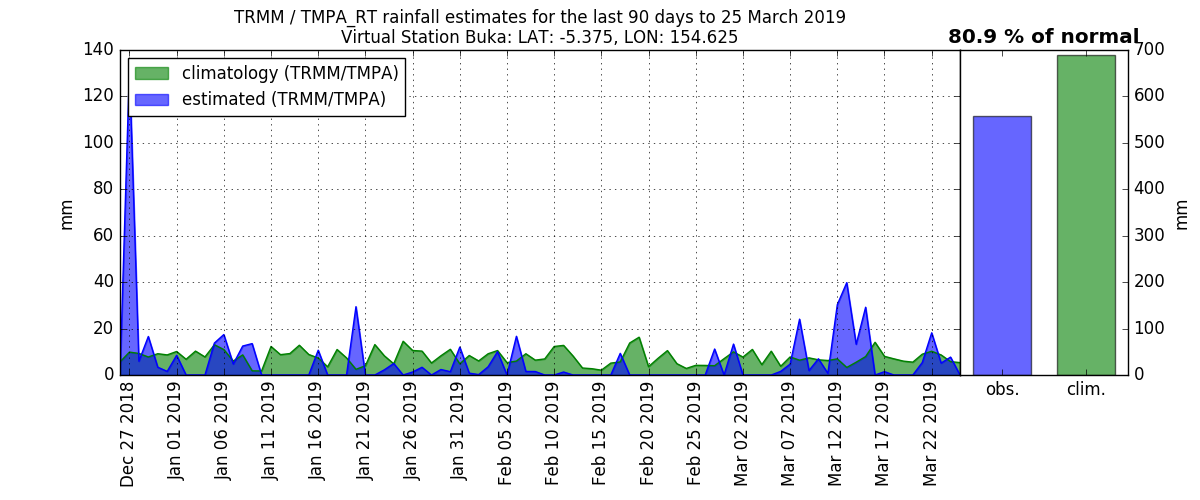 TRMM / TMPA_RT rainfall estimates for the last 90 days to 25 March 2019
Virtual Station Buka: LAT: -5.375, LON: 154.625
80.9 % of normal
climatology (TRMM/TMPA)
estimated (TRMM/TMPA)
mm
140
120
100
80
60
40
20
0
Dec 27 2018
Jan 01 2019
Jan 06 2019
Jan 11 2019
Jan 16 2019
Jan 21 2019
Jan 26 2019
Jan 31 2019
Feb 05 2019
Feb 10 2019
Feb 15 2019
Feb 20 2019
Feb 25 2019
Mar 02 2019
Mar 07 2019
Mar 12 2019
Mar 17 2019
Mar 22 2019
obs.
clim.
700
600
500
400
300
200
100
0
mm